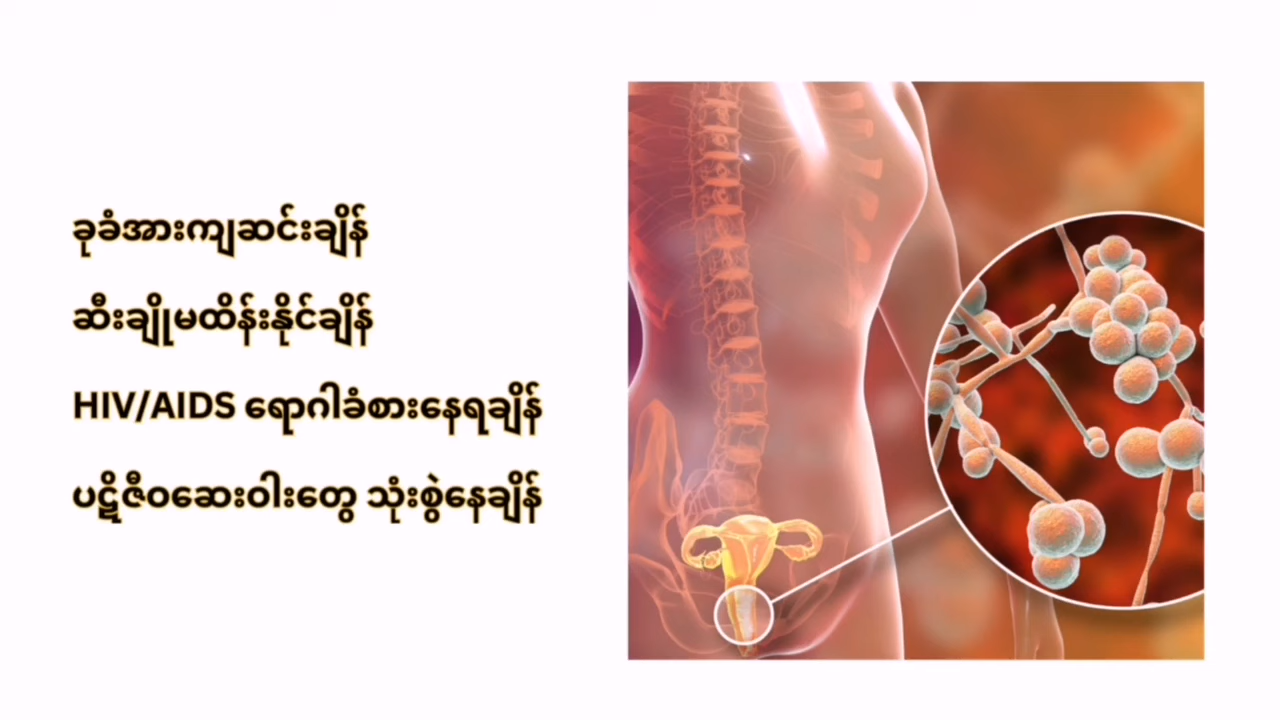 ခုခံအားကျဆင်းချိန်
ဆီးချိုမထိန်းနိုင်ချိန်
HIV/AIDS ရောဂါခံစားနေရချိန်
ပဋိဇီဝဆေးဝါးတွေ သုံးစွဲနေချိန်